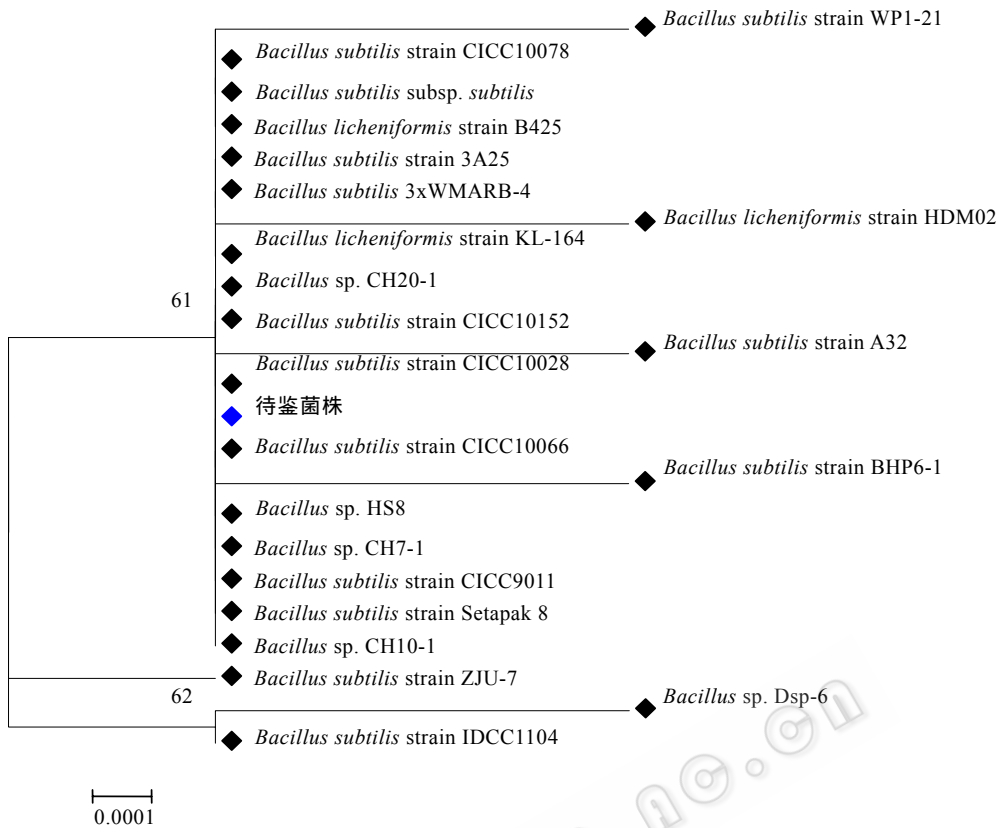 Bacillus subtilis strain WP1-21
Bacillus subtilis strain CICC10078
Bacillus subtilis subsp. subtilis
Bacillus licheniformis strain B425
Bacillus subtilis strain 3A25
Bacillus subtilis 3xWMARB-4
Bacillus licheniformis strain HDM02
Bacillus licheniformis strain KL-164
Bacillus sp. CH20-1
61
Bacillus subtilis strain CICC10152
Bacillus subtilis strain A32
Bacillus subtilis strain CICC10028
待鉴菌株
Bacillus subtilis strain CICC10066
Bacillus subtilis strain BHP6-1
Bacillus sp. HS8
Bacillus sp. CH7-1
Bacillus subtilis strain CICC9011
Bacillus subtilis strain Setapak 8
Bacillus sp. CH10-1
Bacillus subtilis strain ZJU-7
62
Bacillus sp. Dsp-6
Bacillus subtilis strain IDCC1104
0.0001